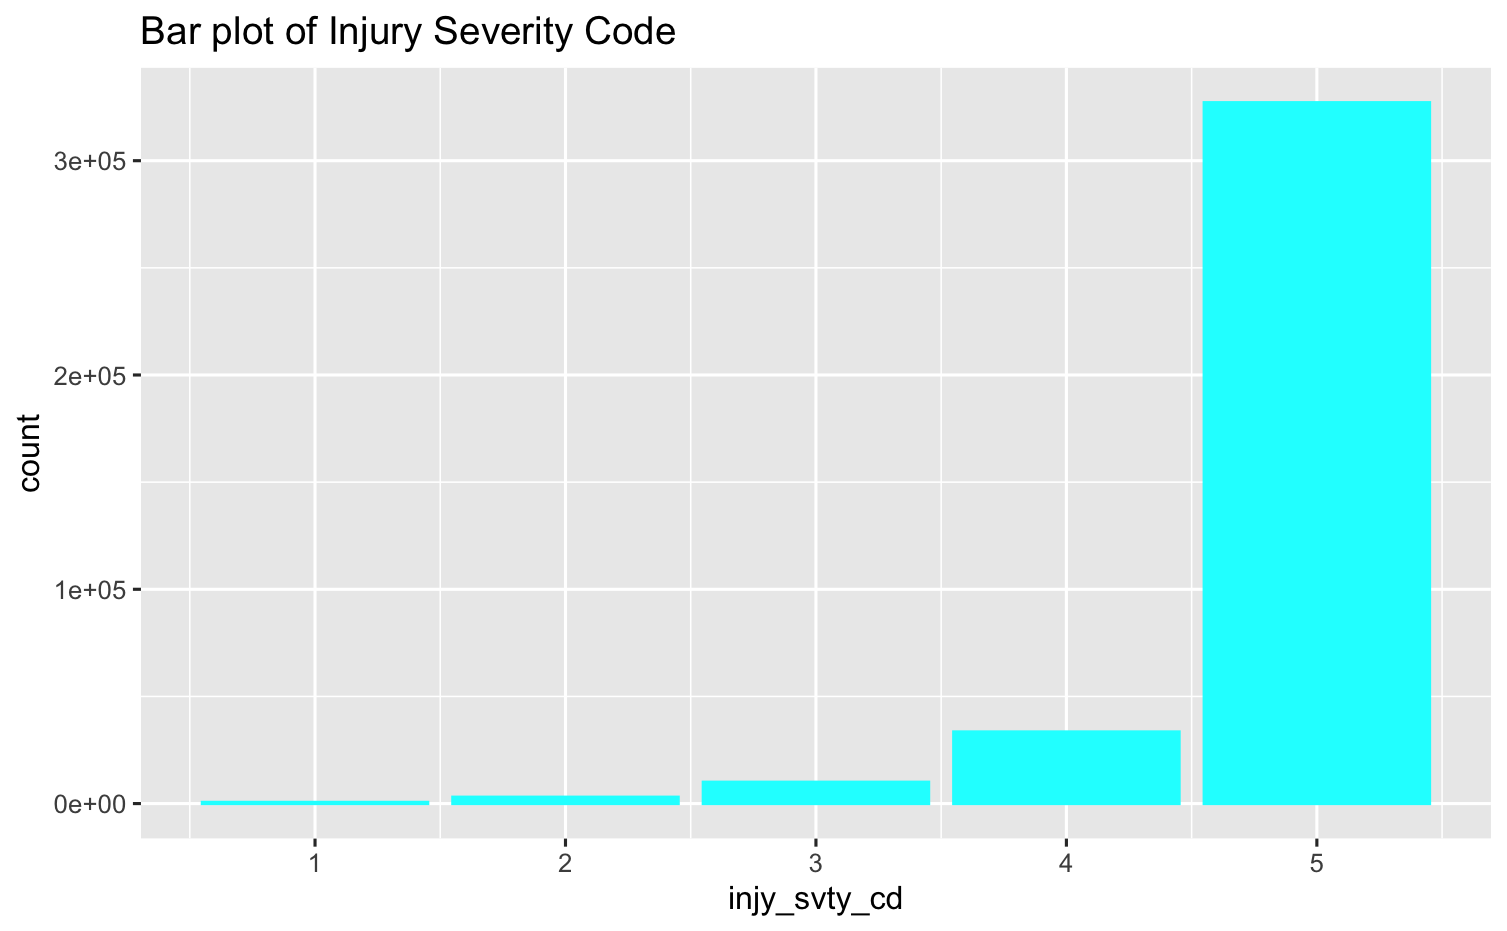 Bar plot of Injury Severity Code
3e+05
2e+05
1e+05
0e+00
count
1 2 3 4 5
injy_svty_cd